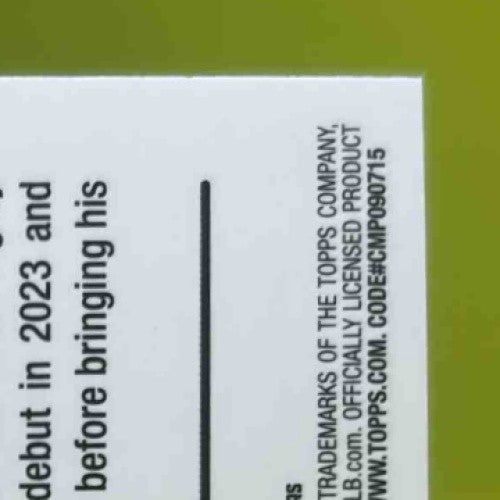 debut in 2023 and
before bringing his
TRADEMARKS OF THE TOPPS COMPANY,
LB.com. OFFICIALLY LICENSED PRODUCT
WWW.TOPPS.COM. CODE#CMP090715